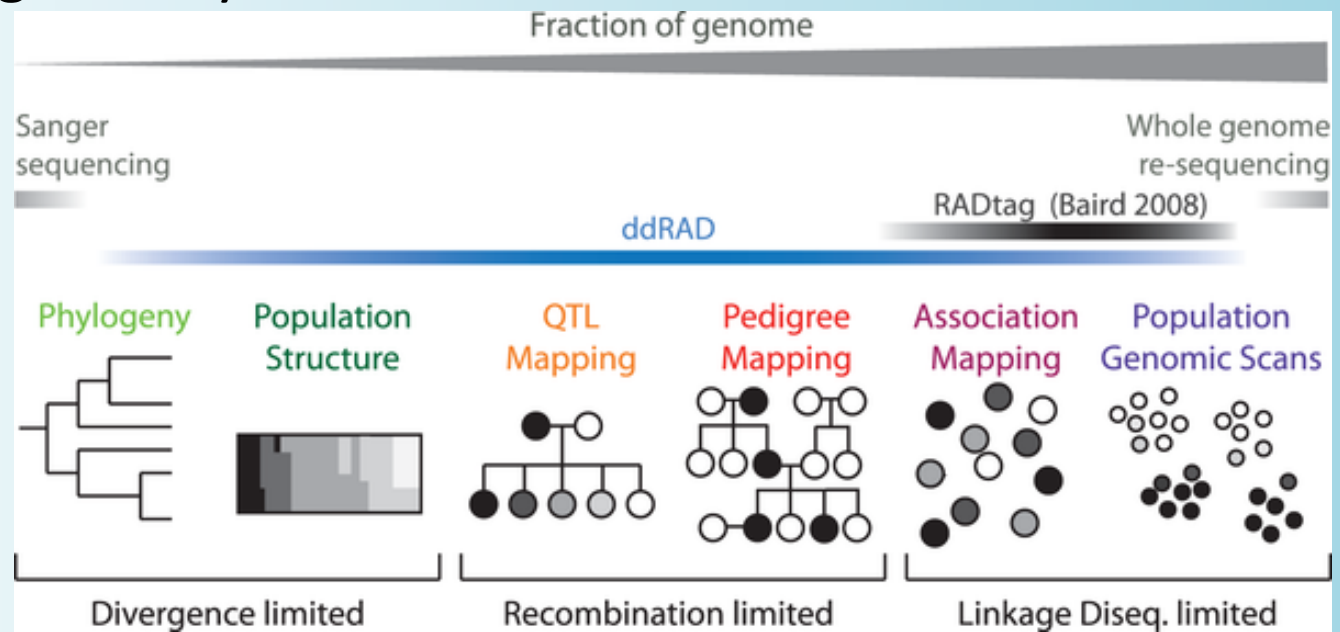 Fraction of genome
Sanger
sequencing
Whole genome
re-sequencing
RADtag (Baird 2008)
ddRAD
Phylogeny
Population
Structure
QTL
Mapping
Pedigree
Mapping
Association
Mapping
Population
Genomic Scans
Divergence limited
Recombination limited
Linkage Diseq. limited